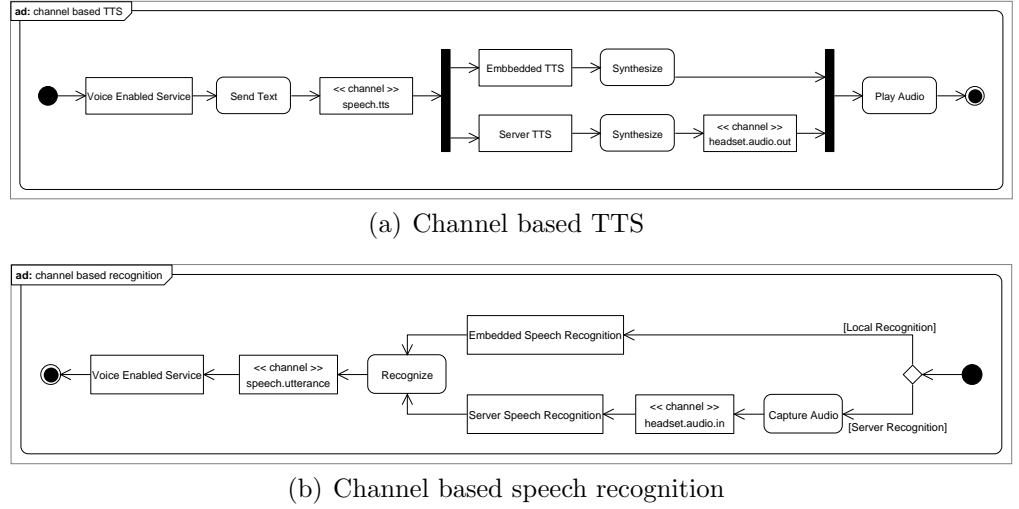 ad: channel based TTS
Voice Enabled Service
Send Text
<< channel >>
speech.tts
Embbedded TTS
Synthesize
Server TTS
Synthesize
<< channel >>
headset.audio.out
Play Audio
(a) Channel based TTS
ad: channel based recognition
Voice Enabled Service
<< channel >>
speech.utterance
Recognize
Embedded Speech Recognition
[Local Recognition]
Server Speech Recognition
<< channel >>
headset.audio.in
Capture Audio
[Server Recognition]
(b) Channel based speech recognition